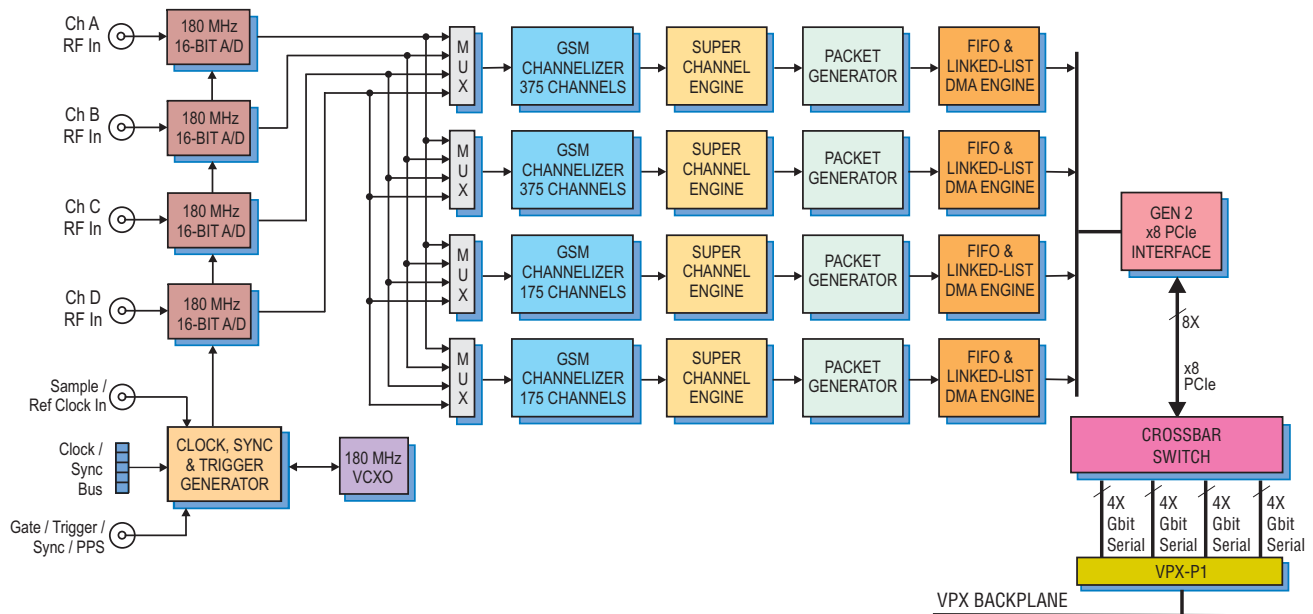 Ch A
RF In
180 MHz
16-BIT A/D
Ch B
RF In
180 MHz
16-BIT A/D
Ch C
RF In
180 MHz
16-BIT A/D
Ch D
RF In
180 MHz
16-BIT A/D
Sample /
Ref Clock In
Clock /
Sync
Bus
Gate / Trigger /
Sync / PPS
CLOCK, SYNC
& TRIGGER
GENERATOR
180 MHz
VCXO
M
U
X
GSM
CHANNELIZER
375 CHANNELS
SUPER
CHANNEL
ENGINE
PACKET
GENERATOR
FIFO &
LINKED-LIST
DMA ENGINE
M
U
X
GSM
CHANNELIZER
375 CHANNELS
SUPER
CHANNEL
ENGINE
PACKET
GENERATOR
FIFO &
LINKED-LIST
DMA ENGINE
M
U
X
GSM
CHANNELIZER
175 CHANNELS
SUPER
CHANNEL
ENGINE
PACKET
GENERATOR
FIFO &
LINKED-LIST
DMA ENGINE
M
U
X
GSM
CHANNELIZER
175 CHANNELS
SUPER
CHANNEL
ENGINE
PACKET
GENERATOR
FIFO &
LINKED-LIST
DMA ENGINE
GEN 2
x8 PCIe
INTERFACE
8X
x8
PCIe
CROSSBAR
SWITCH
4X
Gbit
Serial
4X
Gbit
Serial
4X
Gbit
Serial
4X
Gbit
Serial
VPX-P1
VPX BACKPLANE